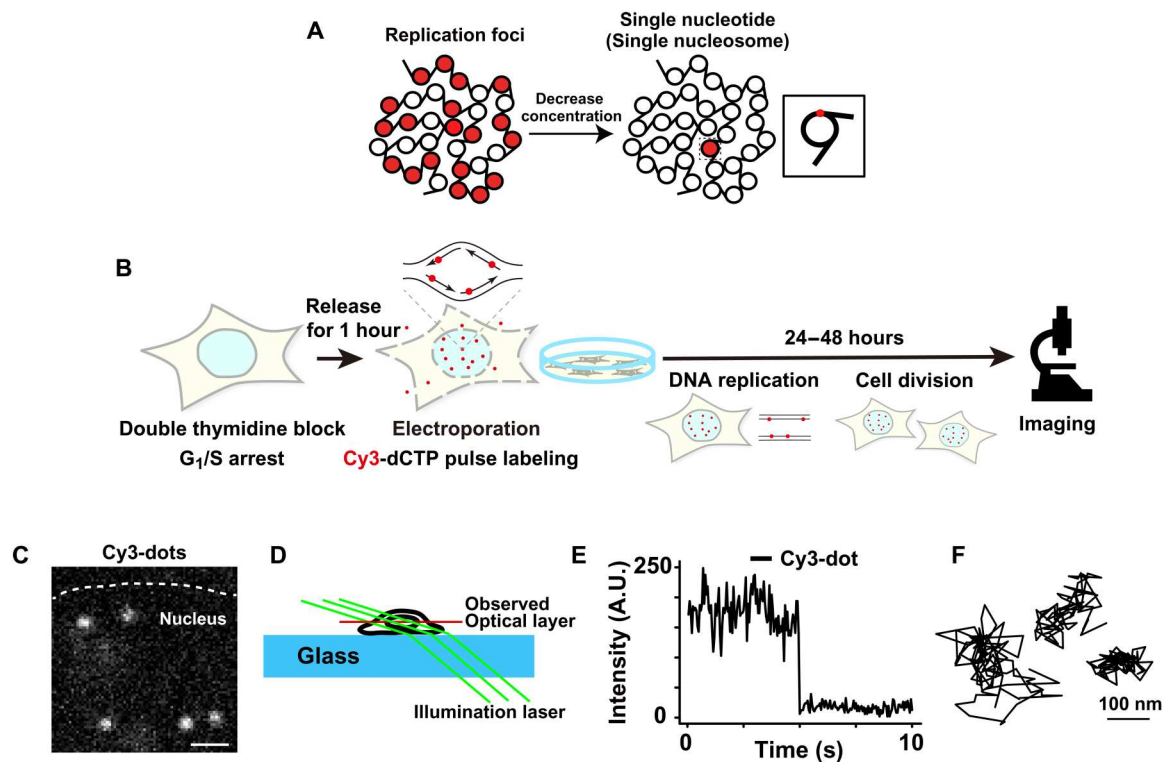 A
Replication foci
Decrease
concentration
Single nucleotide
(Single nucleosome)
B
Release
for 1 hour
Double thymidine block
G1/S arrest
Electroporation
Cy3-dCTP pulse labeling
24–48 hours
DNA replication
Cell division
Imaging
C
Cy3-dots
Nucleus
D
Observed
Optical layer
Glass
Illumination laser
E
Cy3-dot
250
Intensity (A.U.)
0
0
10
Time (s)
F
100 nm